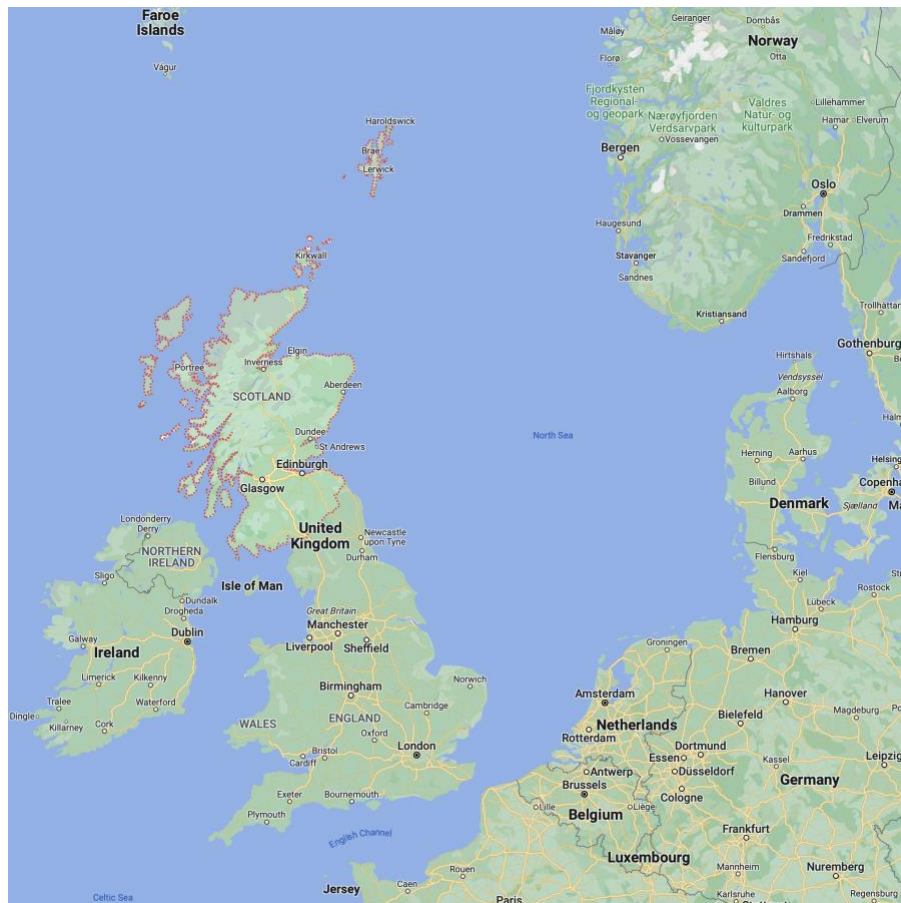 Faroe
Islands
Vágur
Geiranger
Måløy
Dombås
Norway
Florø
Otta
Fjordkysten
Regional-
og geopark
Nærøyfjorden
Verdsarvpark
Valdres
Natur- og
kulturpark
Lillehammer
Hamar
Elverum
Vossevangen
Bergen
Haroldswick
Brae
Lerwick
Oslo
Drammen
Haugesund
Fredrikstad
Stavanger
Sandefjord
Sandnes
Kirkwall
Kristiansand
Trollhättan
Gothenburg
Hirtshals
Vendsyssel
Aalborg
Portree
Inverness
Elgin
SCOTLAND
Aberdeen
Dundee
St Andrews
North Sea
Edinburgh
Glasgow
Herning
Aarhus
Billund
Denmark
Sjælland
Londonderry
Derry
United
Kingdom
Newcastle
upon Tyne
Durham
NORTHERN
IRELAND
Sligo
Isle of Man
Flensburg
Kiel
Rostock
Lübeck
Hamburg
Dundalk
Drogheda
Galway
Dublin
Ireland
Great Britain
Manchester
Liverpool
Sheffield
Groningen
Bremen
Limerick
Kilkenny
Tralee
Waterford
Dingle
Killarney
Cork
Birmingham
Norwich
Cambridge
WALES
ENGLAND
Oxford
London
Bristol
Cardiff
Amsterdam
Netherlands
Rotterdam
Hanover
Bielefeld
Magdeburg
Dortmund
Essen
Kassel
Leipzig
Antwerp
Düsseldorf
Brussels
Cologne
Germany
Exeter
Bournemouth
Plymouth
Lille
Liège
Belgium
English Channel
Frankfurt
Luxembourg
Mannheim
Nuremberg
Jersey
Caen
Rouen
Karlsruhe
Regensburg
Celtic Sea
Paris